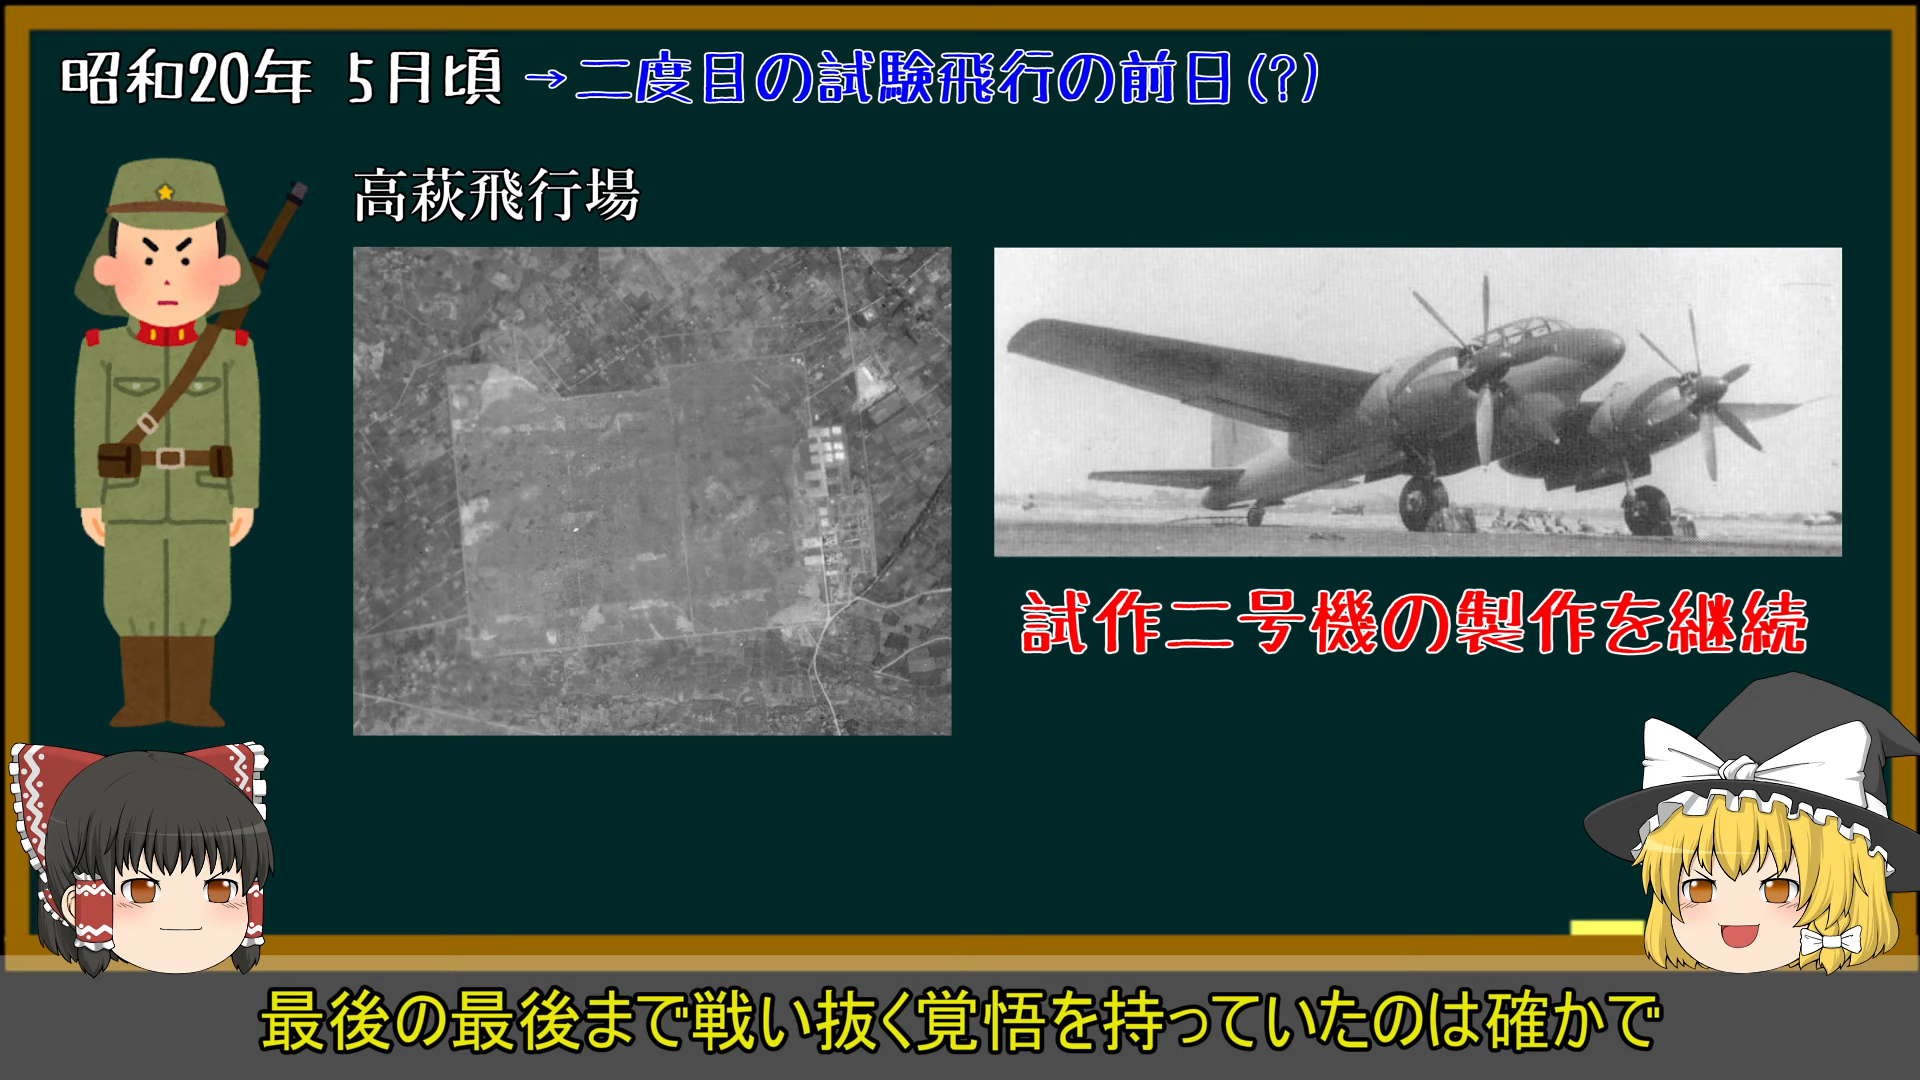 昭和20年 5月頃 →二度目の試験飛行の前日(?)
高萩飛行場
試作二号機の製作を継続
最後の最後まで戦い抜く覚悟を持っていたのは確かで